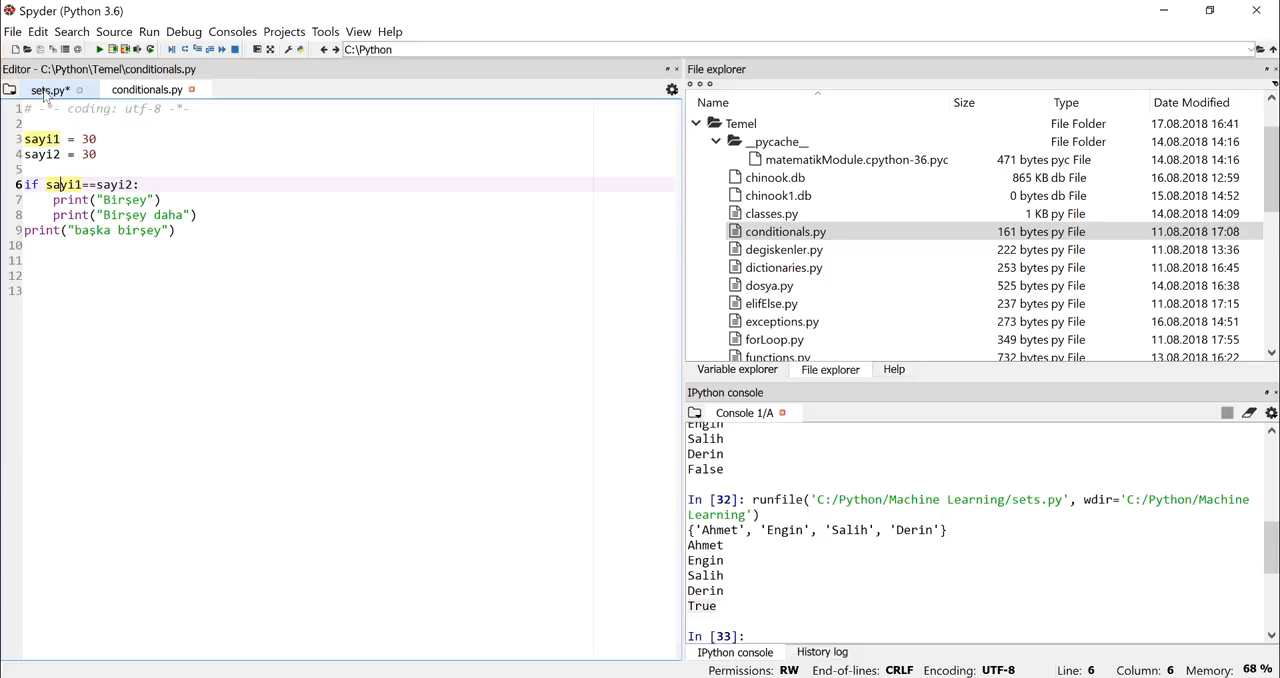 Spyder (Python 3.6)
File Edit Search Source Run Debug Consoles Projects Tools View Help
C:\Python
Editor - C:\Python\Temel\conditionals.py
File explorer
sets.py*
conditionals.py
1 # -*- coding: utf-8 -*-
2
3 sayi1 = 30
4 sayi2 = 30
5
6 if sayi1==sayi2:
7     print("Birşey")
8     print("Birşey daha")
9 print("başka birşey")
10
11
12
13
Name Size Type Date Modified
Temel File Folder 17.08.2018 16:41
__pycache__ File Folder 14.08.2018 14:16
matematikModule.cpython-36.pyc 471 bytes pyc File 14.08.2018 14:16
chinook.db 865 KB db File 16.08.2018 12:59
chinook1.db 0 bytes db File 15.08.2018 14:52
classes.py 1 KB py File 14.08.2018 14:09
conditionals.py 161 bytes py File 11.08.2018 17:08
degiskenler.py 222 bytes py File 11.08.2018 13:36
dictionaries.py 253 bytes py File 11.08.2018 16:45
dosya.py 525 bytes py File 14.08.2018 16:38
elifElse.py 237 bytes py File 11.08.2018 17:15
exceptions.py 273 bytes py File 16.08.2018 14:51
forLoop.py 349 bytes py File 11.08.2018 17:55
functions.py 732 bytes py File 13.08.2018 16:22
Variable explorer File explorer Help
IPython console
Console 1/A
Engin
Salih
Derin
False
In [32]: runfile('C:/Python/Machine Learning/sets.py', wdir='C:/Python/Machine
Learning')
{'Ahmet', 'Engin', 'Salih', 'Derin'}
Ahmet
Engin
Salih
Derin
True
In [33]:
IPython console History log
Permissions: RW End-of-lines: CRLF Encoding: UTF-8 Line: 6 Column: 6 Memory: 68 %